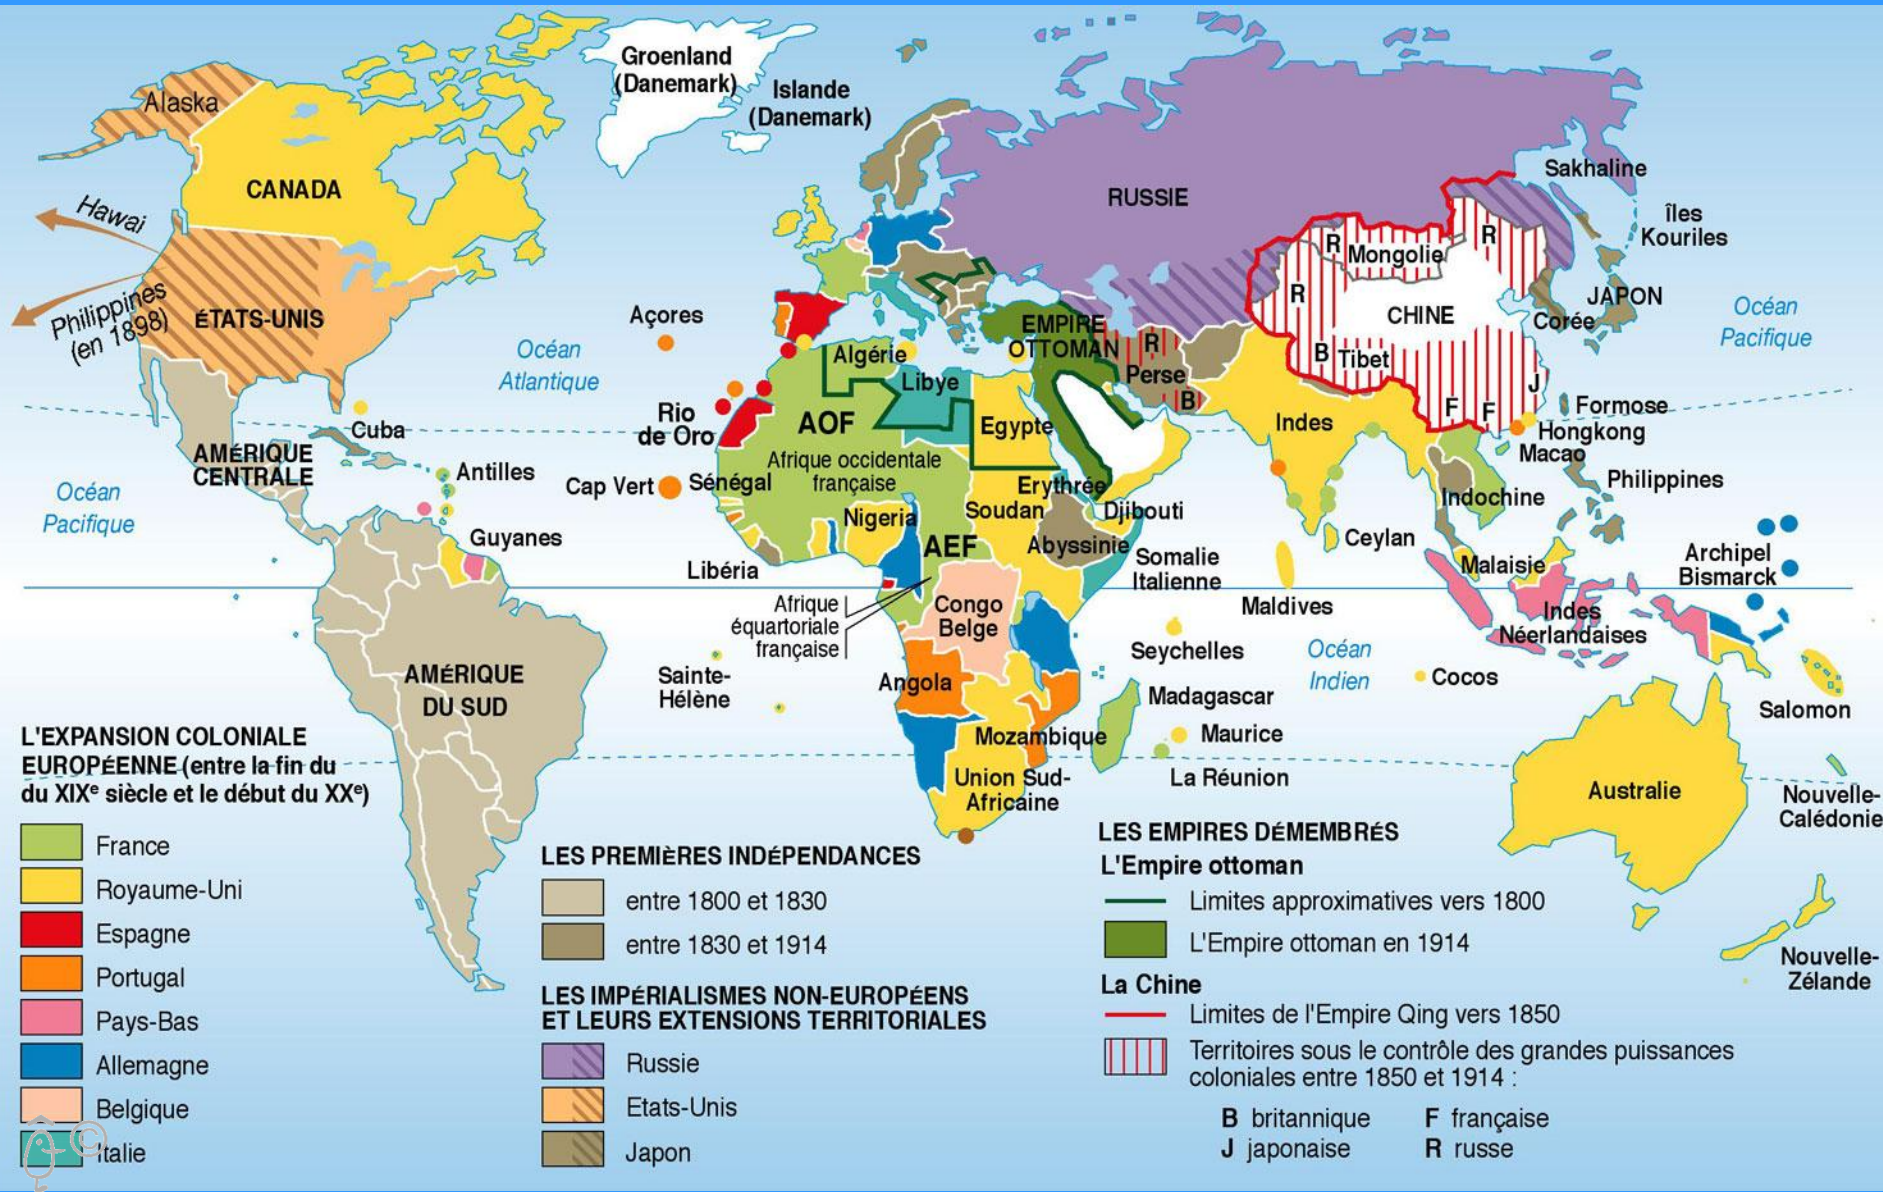 Groenland
(Danemark)
Islande
(Danemark)
Alaska
CANADA
Hawai
Philippines
(en 1898)
ÉTATS-UNIS
RUSSIE
Sakhaline
Îles
Kouriles
R
Mongolie
R
R
CHINE
JAPON
Corée
Océan
Pacifique
Açores
Océan
Atlantique
EMPIRE
OTTOMAN
R
Perse
B
B
Tibet
J
F
F
Algérie
Libye
Rio
de Oro
AOF
Egypte
Indes
Formose
Hongkong
Macao
Cuba
AMÉRIQUE
CENTRALE
Antilles
Cap Vert
Sénégal
Afrique occidentale
française
Erythrée
Soudan
Djibouti
Indochine
Philippines
Océan
Pacifique
Nigeria
AEF
Abyssinie
Somalie
Italienne
Ceylan
Malaisie
Archipel
Bismarck
Guyanes
Libéria
Afrique
équartoriale
française
Congo
Belge
Maldives
Indes
Néerlandaises
Seychelles
Océan
Indien
Cocos
Sainte-
Hélène
Angola
Madagascar
Salomon
AMÉRIQUE
DU SUD
Mozambique
Maurice
La Réunion
Union Sud-
Africaine
Australie
Nouvelle-
Calédonie
Nouvelle-
Zélande
L'EXPANSION COLONIALE
EUROPÉENNE (entre la fin du
du XIXe siècle et le début du XXe)
France
Royaume-Uni
Espagne
Portugal
Pays-Bas
Allemagne
Belgique
Italie
©
LES PREMIÈRES INDÉPENDANCES
entre 1800 et 1830
entre 1830 et 1914
LES IMPÉRIALISMES NON-EUROPÉENS
ET LEURS EXTENSIONS TERRITORIALES
Russie
Etats-Unis
Japon
LES EMPIRES DÉMEMBRÉS
L'Empire ottoman
Limites approximatives vers 1800
L'Empire ottoman en 1914
La Chine
Limites de l'Empire Qing vers 1850
Territoires sous le contrôle des grandes puissances
coloniales entre 1850 et 1914 :
B britannique F française
J japonaise R russe